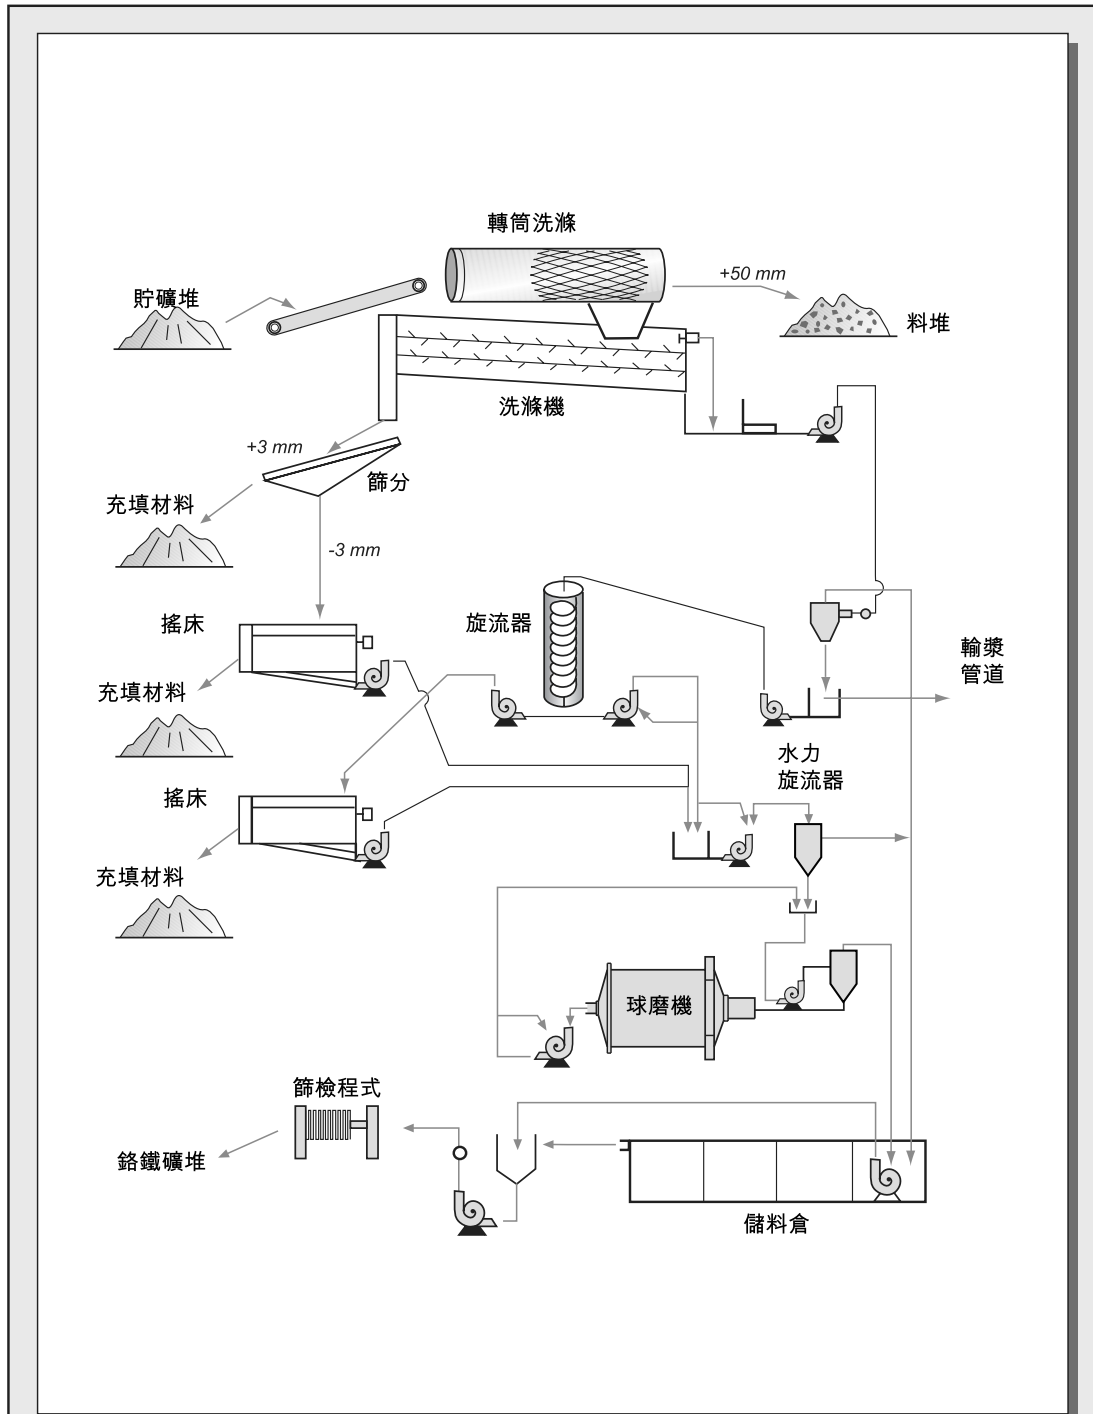 轉筒洗滌
+50 mm
貯礦堆
料堆
洗滌機
+3 mm
篩分
充填材料
-3 mm
搖床
旋流器
輸漿
管道
充填材料
水力
旋流器
搖床
充填材料
球磨機
篩檢程式
鉻鐵礦堆
儲料倉